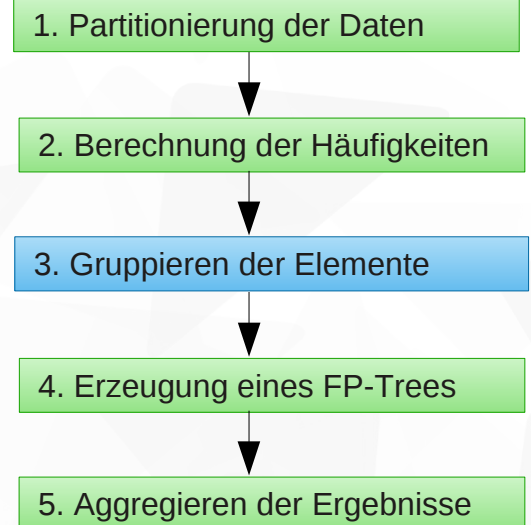 1. Partitionierung der Daten
2. Berechnung der Häufigkeiten
3. Gruppieren der Elemente
4. Erzeugung eines FP-Trees
5. Aggregieren der Ergebnisse